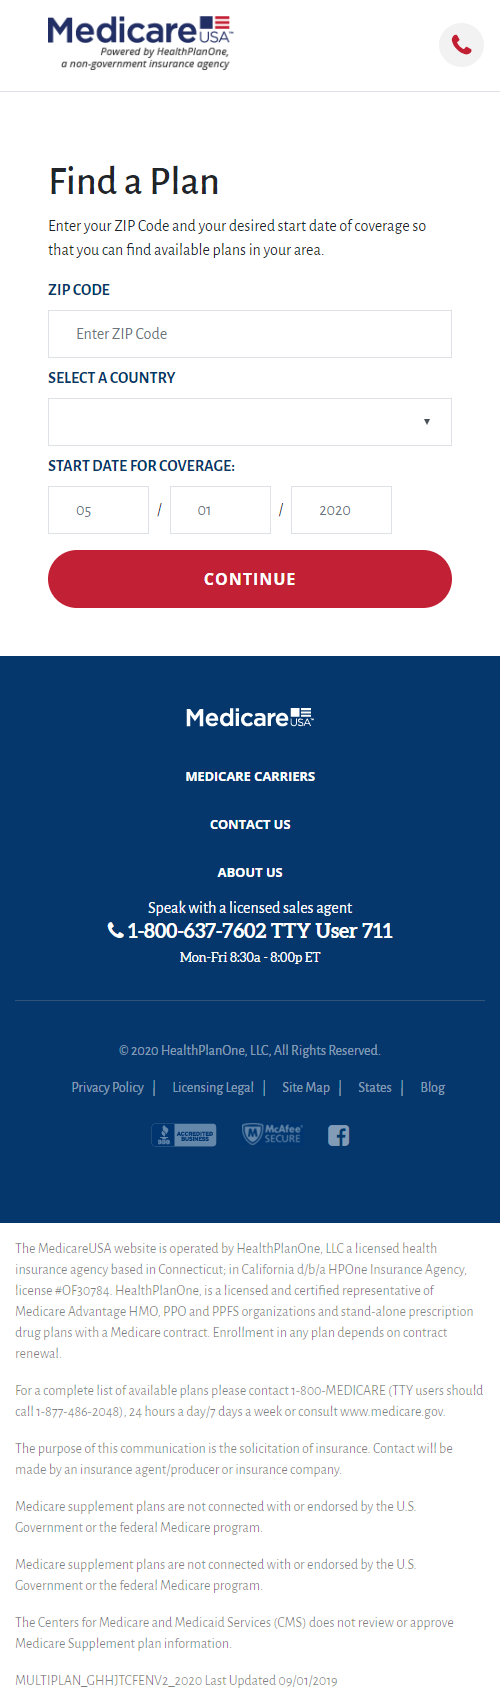 Medicare USA™
Powered by HealthPlanOne,
a non-government insurance agency
Find a Plan
Enter your ZIP Code and your desired start date of coverage so
that you can find available plans in your area.
ZIP CODE
Enter ZIP Code
SELECT A COUNTRY
START DATE FOR COVERAGE:
05 / 01 / 2020
CONTINUE
Medicare USA™
MEDICARE CARRIERS
CONTACT US
ABOUT US
Speak with a licensed sales agent
1-800-637-7602 TTY User 711
Mon-Fri 8:30a - 8:00p ET
© 2020 HealthPlanOne, LLC, All Rights Reserved.
Privacy Policy | Licensing Legal | Site Map | States | Blog
BBB ACCREDITED BUSINESS McAfee SECURE
The MedicareUSA website is operated by HealthPlanOne, LLC a licensed health
insurance agency based in Connecticut; in California d/b/a HPOne Insurance Agency,
license #OF30784. HealthPlanOne, is a licensed and certified representative of
Medicare Advantage HMO, PPO and PPFS organizations and stand-alone prescription
drug plans with a Medicare contract. Enrollment in any plan depends on contract
renewal.
For a complete list of available plans please contact 1-800-MEDICARE (TTY users should
call 1-877-486-2048), 24 hours a day/7 days a week or consult www.medicare.gov.
The purpose of this communication is the solicitation of insurance. Contact will be
made by an insurance agent/producer or insurance company.
Medicare supplement plans are not connected with or endorsed by the U.S.
Government or the federal Medicare program.
Medicare supplement plans are not connected with or endorsed by the U.S.
Government or the federal Medicare program.
The Centers for Medicare and Medicaid Services (CMS) does not review or approve
Medicare Supplement plan information.
MULTIPLAN_GHHJTCFENV2_2020 Last Updated 09/01/2019